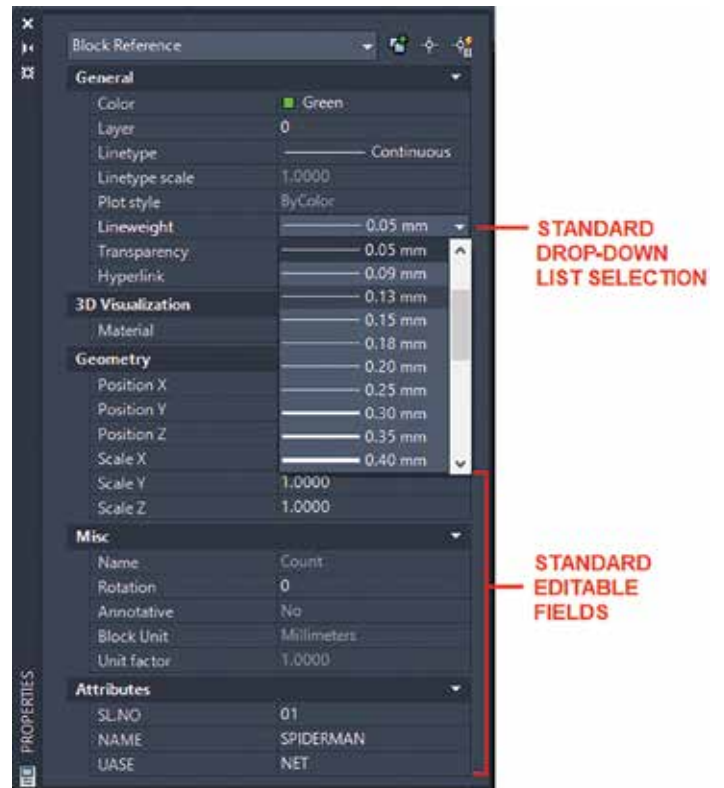 Block Reference
General
Color Green
Layer 0
Linetype Continuous
Linetype scale 1.0000
Plot style ByColor
Lineweight 0.05 mm
Transparency 0.05 mm
Hyperlink 0.09 mm
0.13 mm
3D Visualization
0.15 mm
Material 0.18 mm
Geometry 0.20 mm
Position X 0.25 mm
Position Y 0.30 mm
Position Z 0.35 mm
Scale X 0.40 mm
Scale Y 1.0000
Scale Z 1.0000
Misc
Name Count
Rotation 0
Annotative No
Block Unit Millimeters
Unit factor 1.0000
Attributes
SL.NO 01
NAME SPIDERMAN
UASE NET
PROPERTIES
STANDARD
DROP-DOWN
LIST SELECTION
STANDARD
EDITABLE
FIELDS